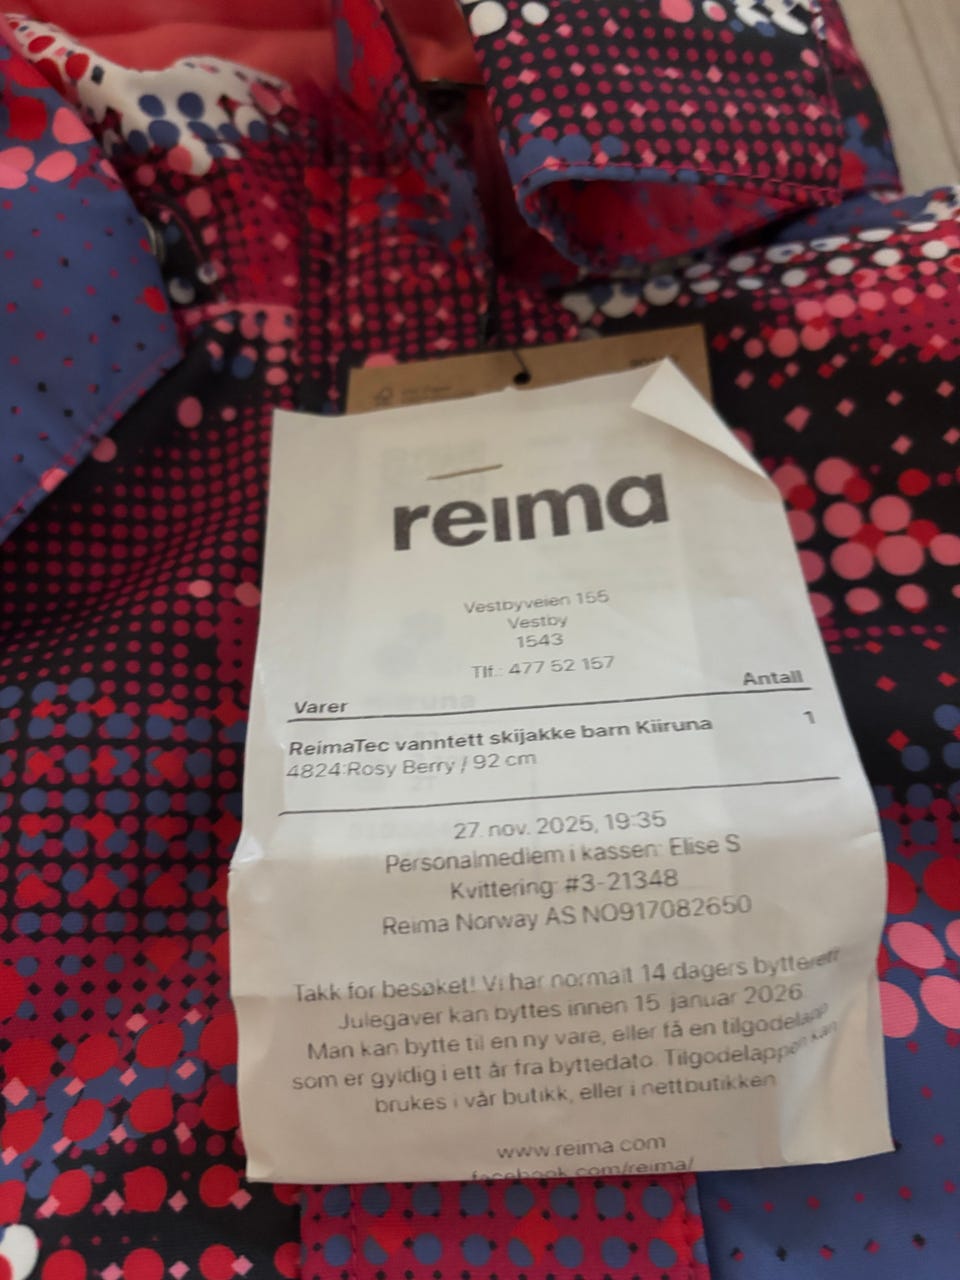 reima
Vestbyveien 155
Vestby
1543
Tlf.: 477 52 157
Varer Antall
ReimaTec vanntett skijakke barn Kiiruna 1
4824:Rosy Berry / 92 cm
27. nov. 2025, 19:35
Personalmedlem i kassen: Elise S
Kvittering: #3-21348
Reima Norway AS NO917082650
Takk for besøket! Vi har normalt 14 dagers bytterett
Julegaver kan byttes innen 15. januar 2026
Man kan bytte til en ny vare, eller få en tilgodelapp
som er gyldig i ett år fra byttedato. Tilgodelappen kan
brukes i vår butikk, eller i nettbutikken
www.reima.com
facebook.com/reima/